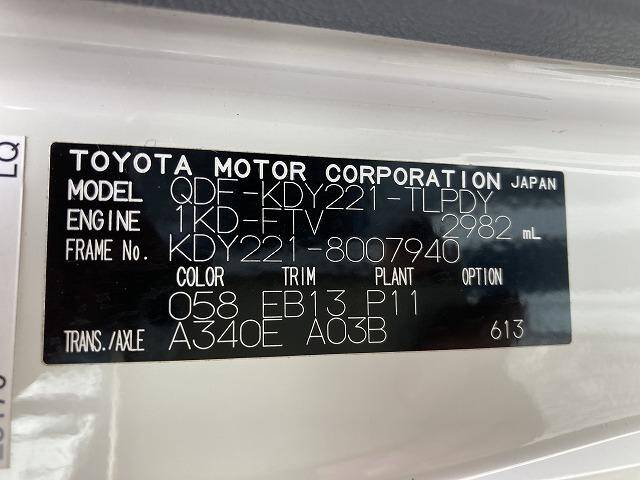 TOYOTA MOTOR CORPORATION JAPAN
MODEL QDF-KDY221-TLPDY
ENGINE 1KD-FTV 2982 mL
FRAME No. KDY221-8007940
COLOR TRIM PLANT OPTION
058 EB13 P11
TRANS./AXLE A340E A03B 613
LQ